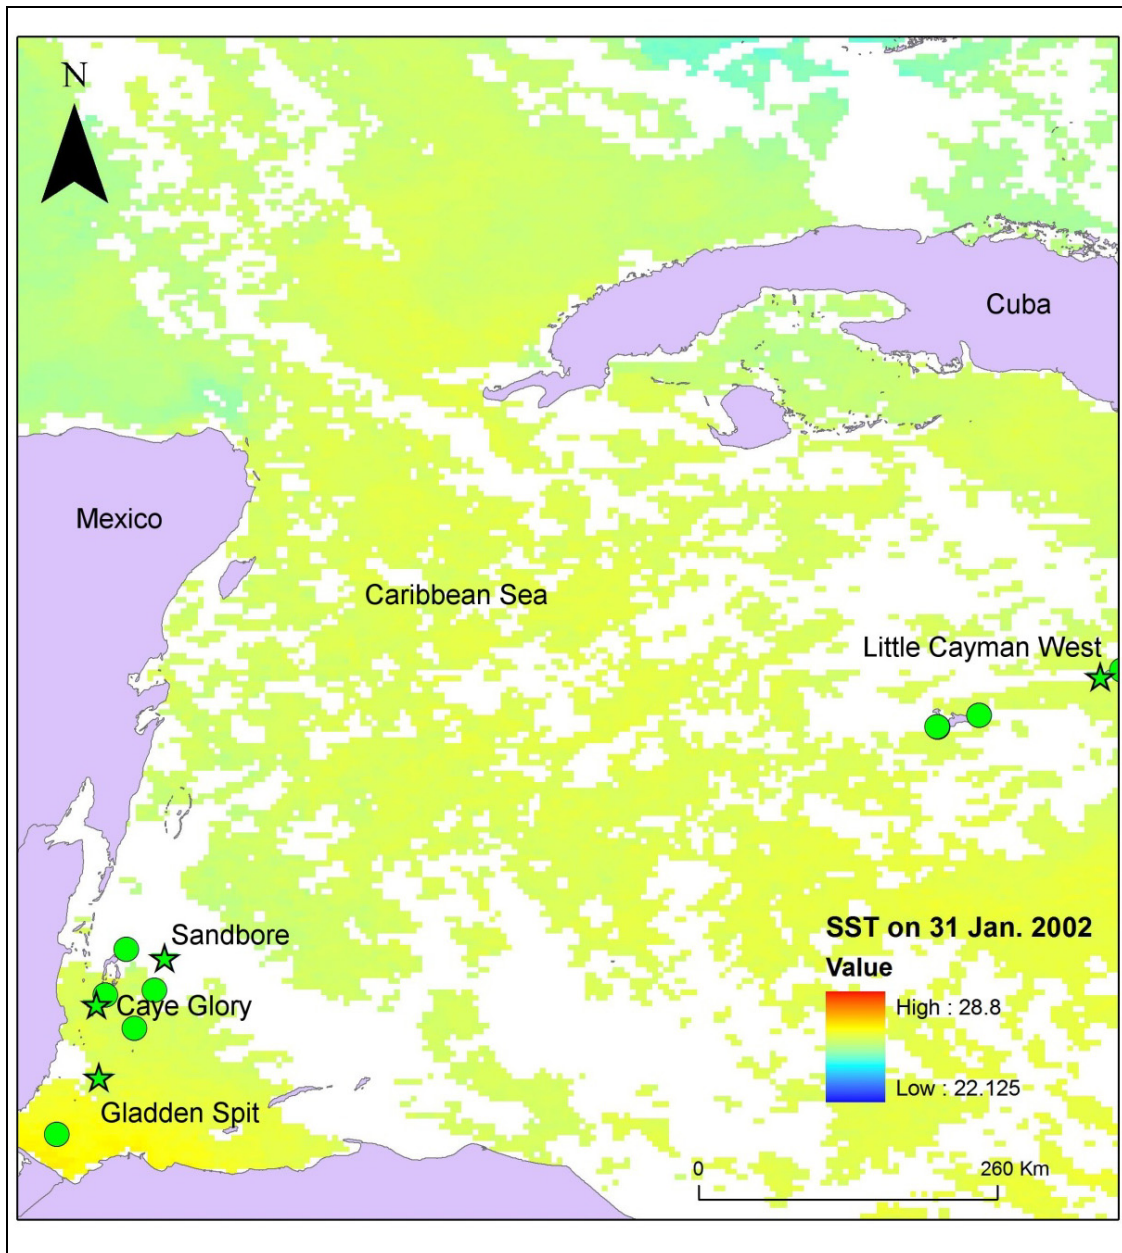 N
Cuba
Mexico
Caribbean Sea
Little Cayman West
SST on 31 Jan. 2002
Value
High : 28.8
Low : 22.125
Sandbore
Caye Glory
Gladden Spit
0 260 Km